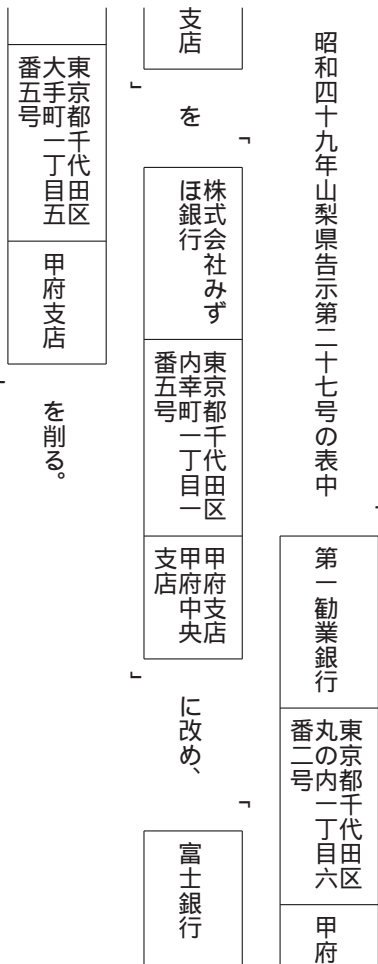 昭和四十九年山梨県告示第二十七号の表中
「
第一勧業銀行
東京都千代田区
丸の内一丁目六
番二号
甲府
支店
」
を
「
株式会社みず
ほ銀行
東京都千代田区
内幸町一丁目一
番五号
甲府支店
甲府中央
支店
」
に改め、
「
富士銀行
東京都千代田区
大手町一丁目五
番五号
甲府支店
」
を削る。